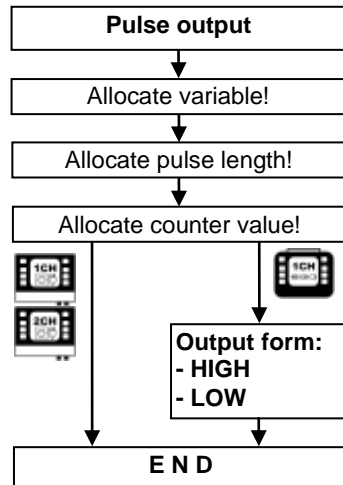 Pulse output
Allocate variable!
Allocate pulse length!
Allocate counter value!
1CH
1CH
2CH
Output form:
- HIGH
- LOW
E N D